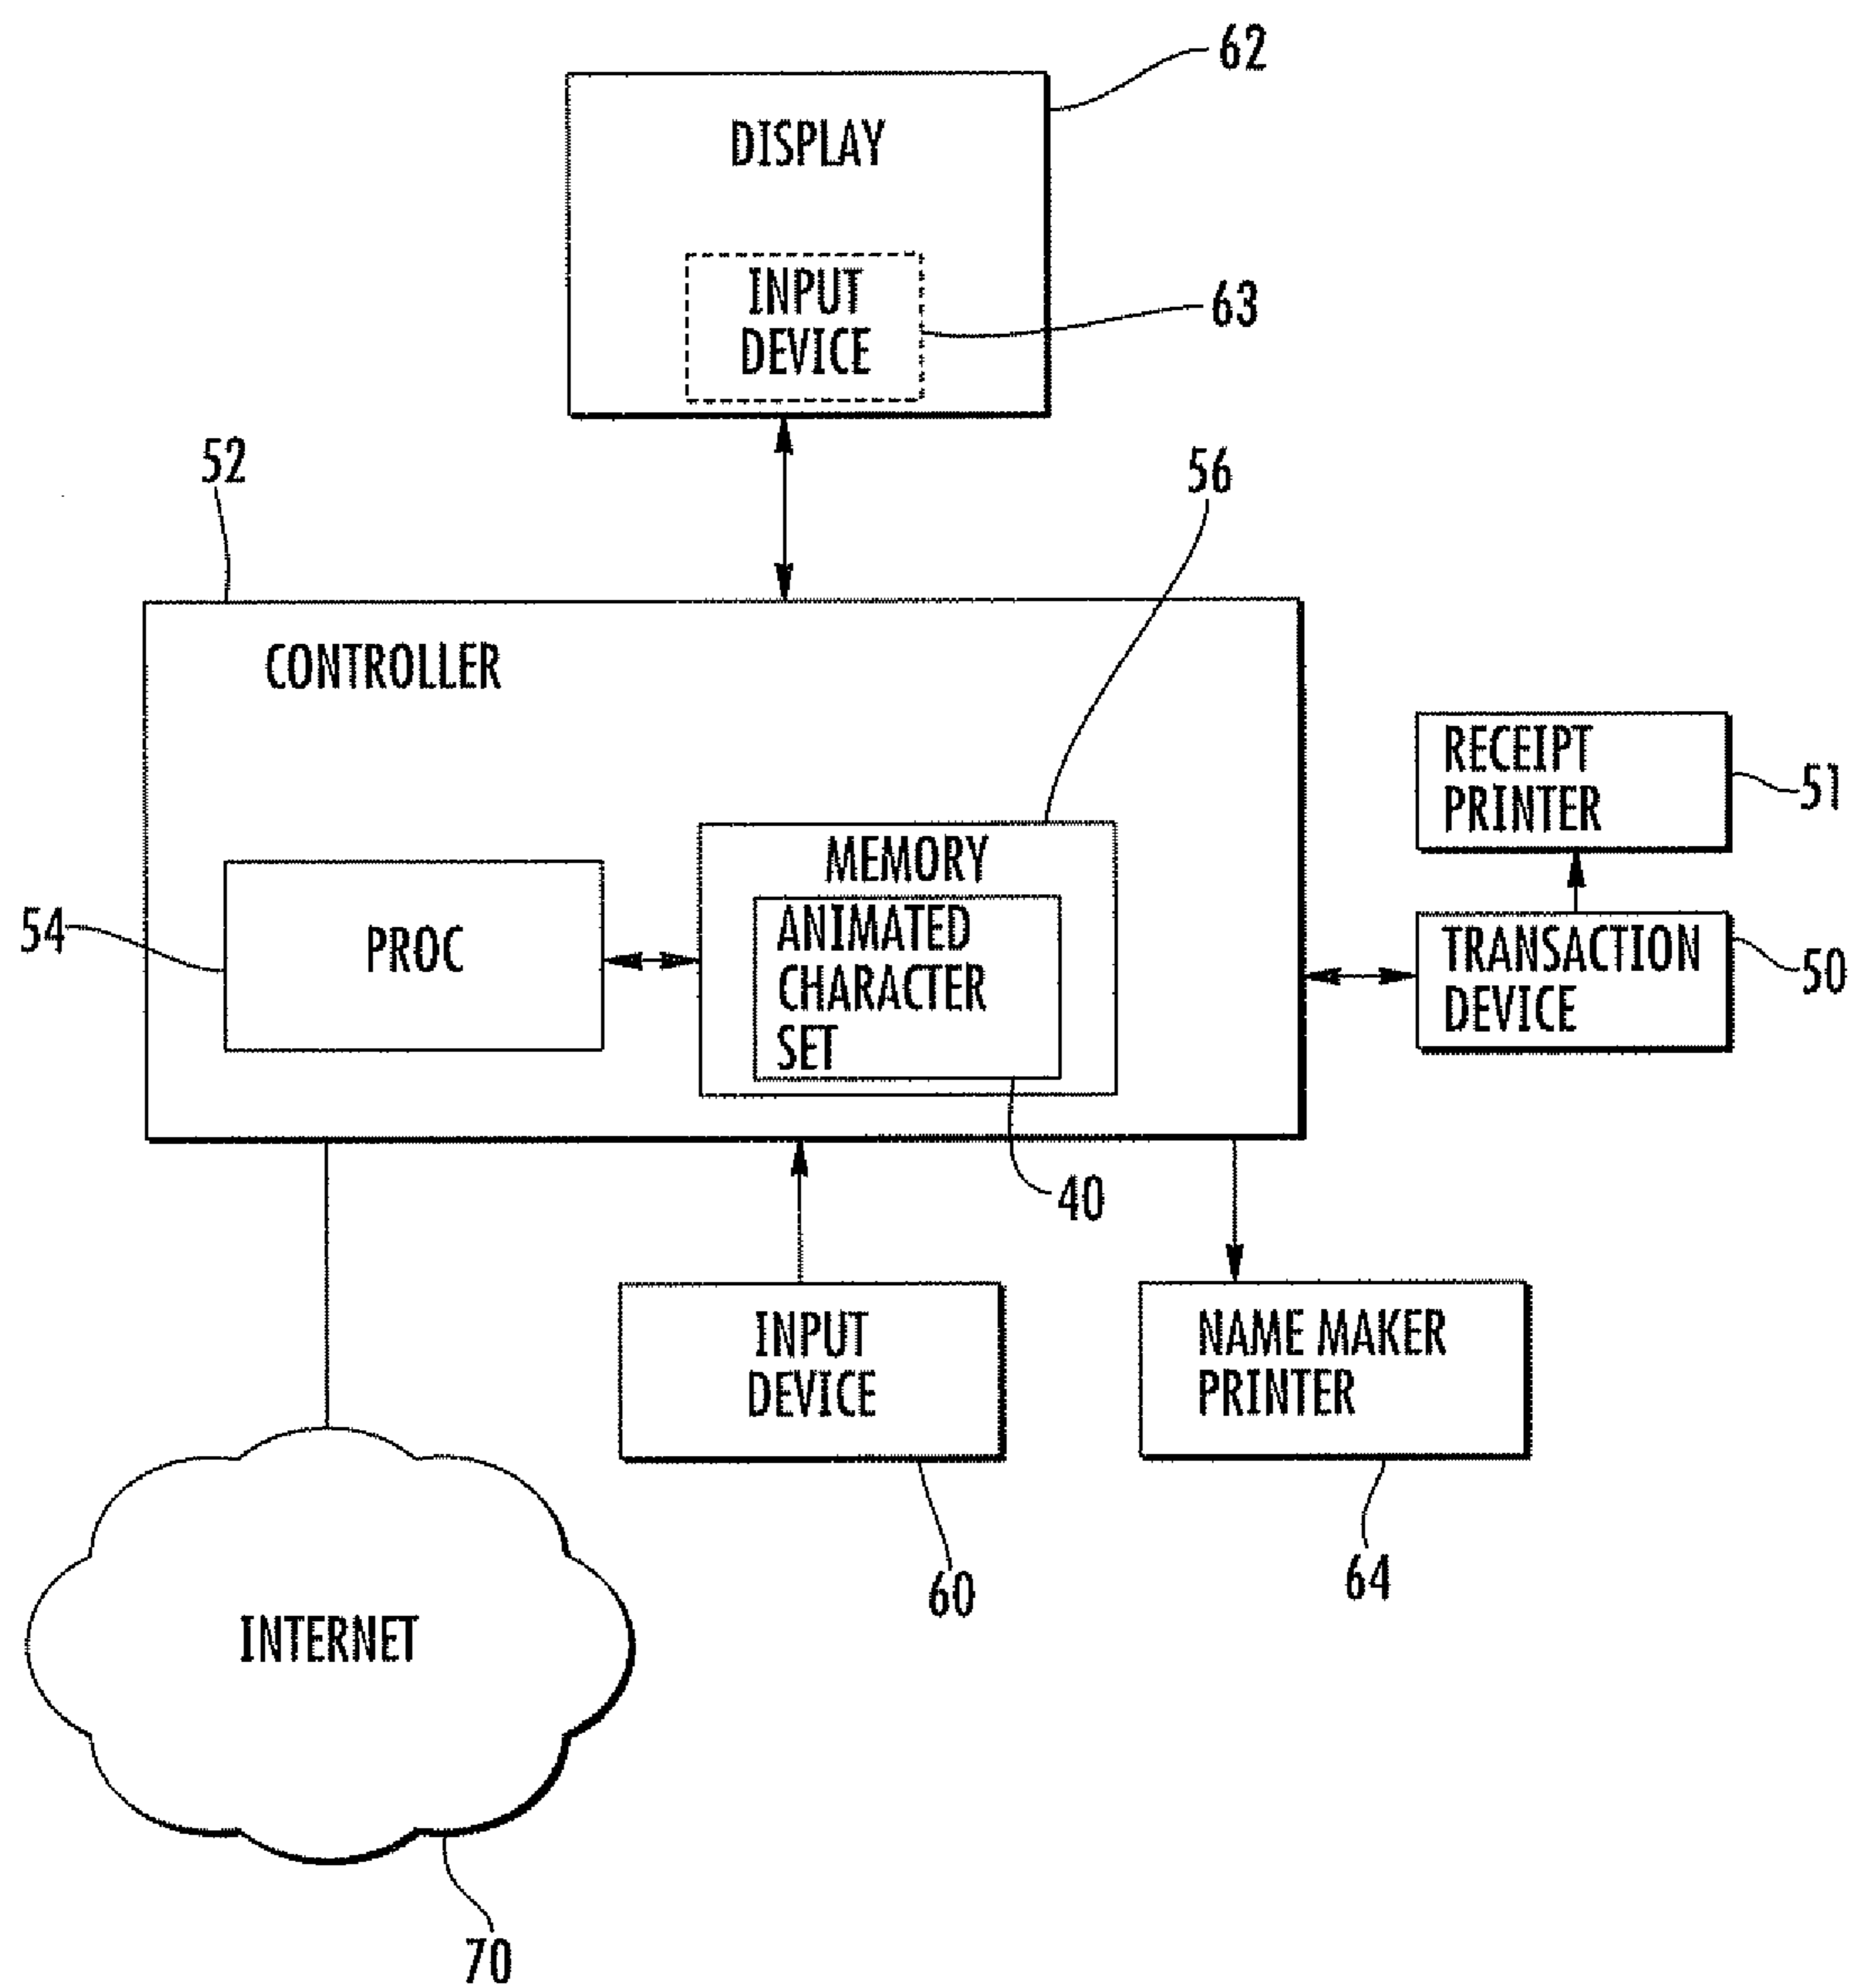 62
DISPLAY
INPUT
DEVICE
63
52
56
CONTROLLER
RECEIPT
PRINTER
51
MEMORY
54
PROC
ANIMATED
CHARACTER
SET
TRANSACTION
DEVICE
50
40
INPUT
DEVICE
NAME MAKER
PRINTER
60
64
INTERNET
70